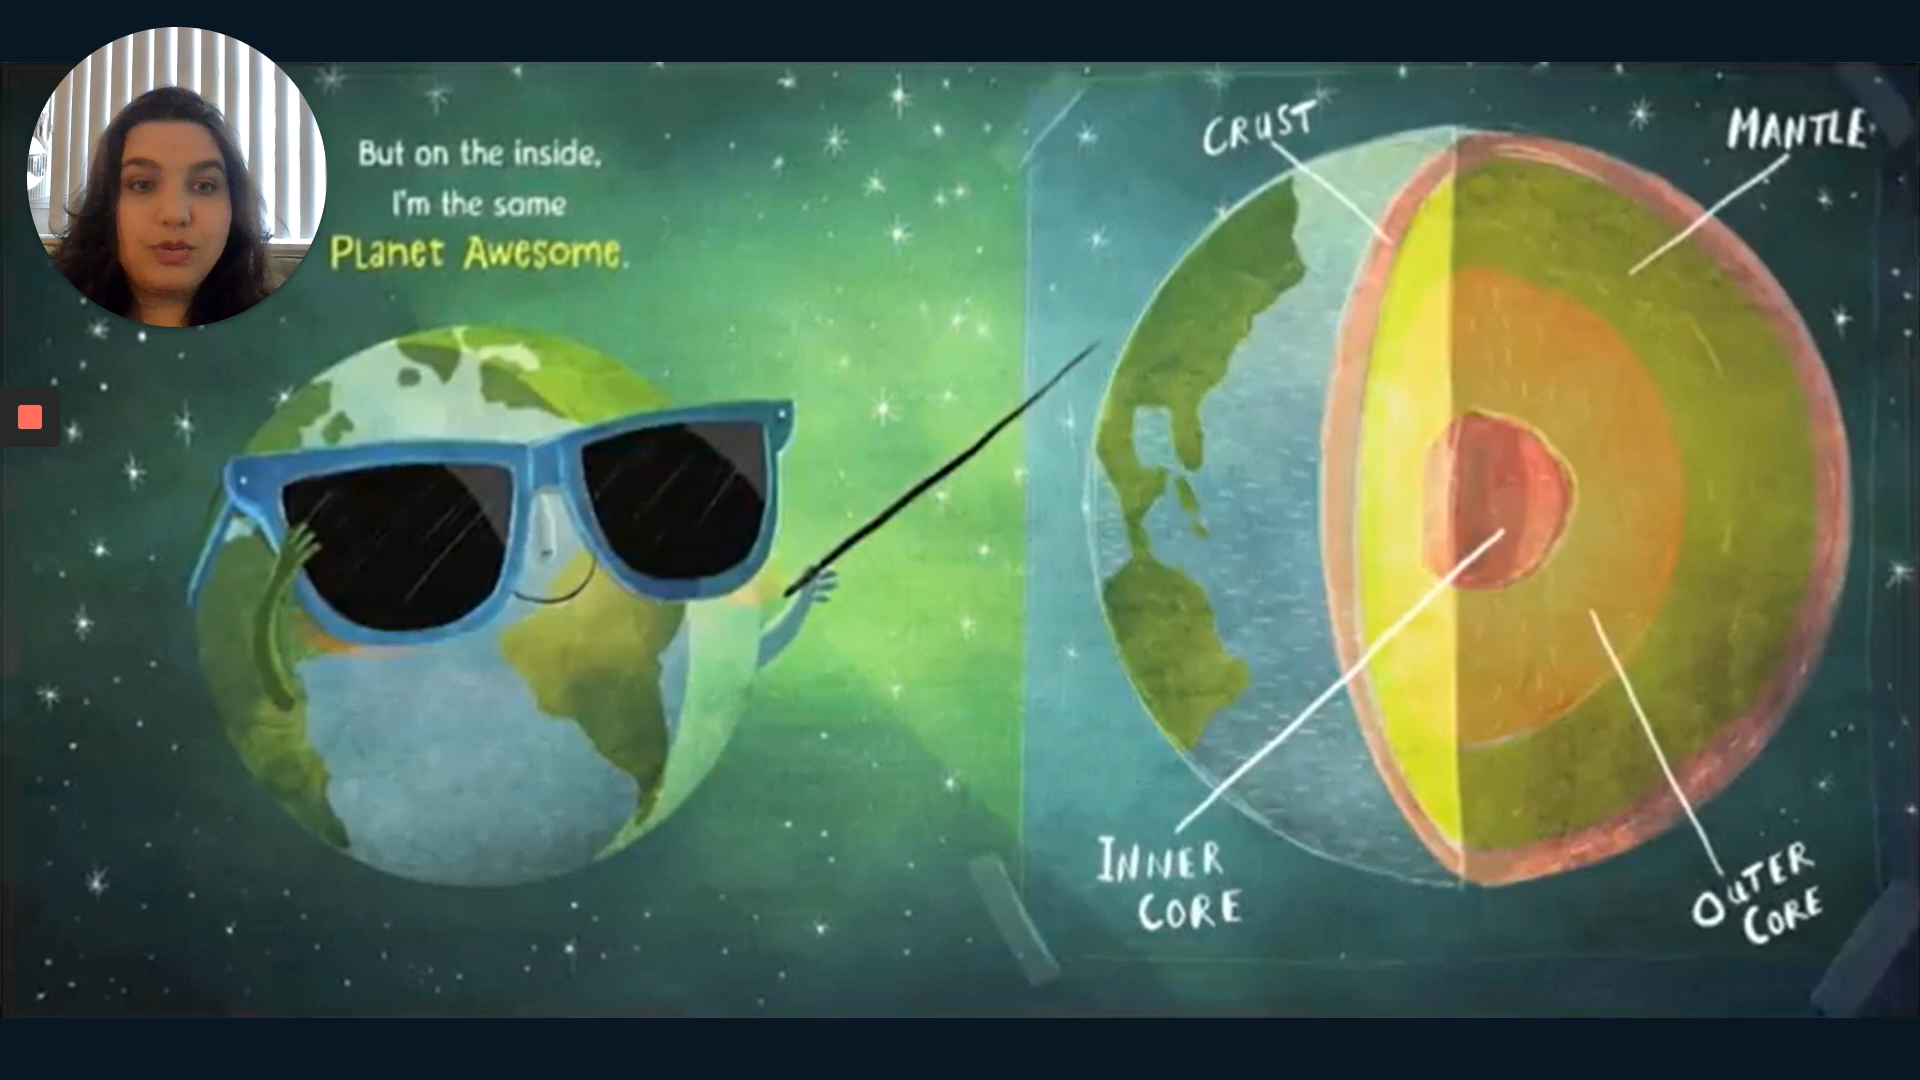 But on the inside,
I'm the same
Planet Awesome.
CRUST
MANTLE
INNER
CORE
OUTER
CORE